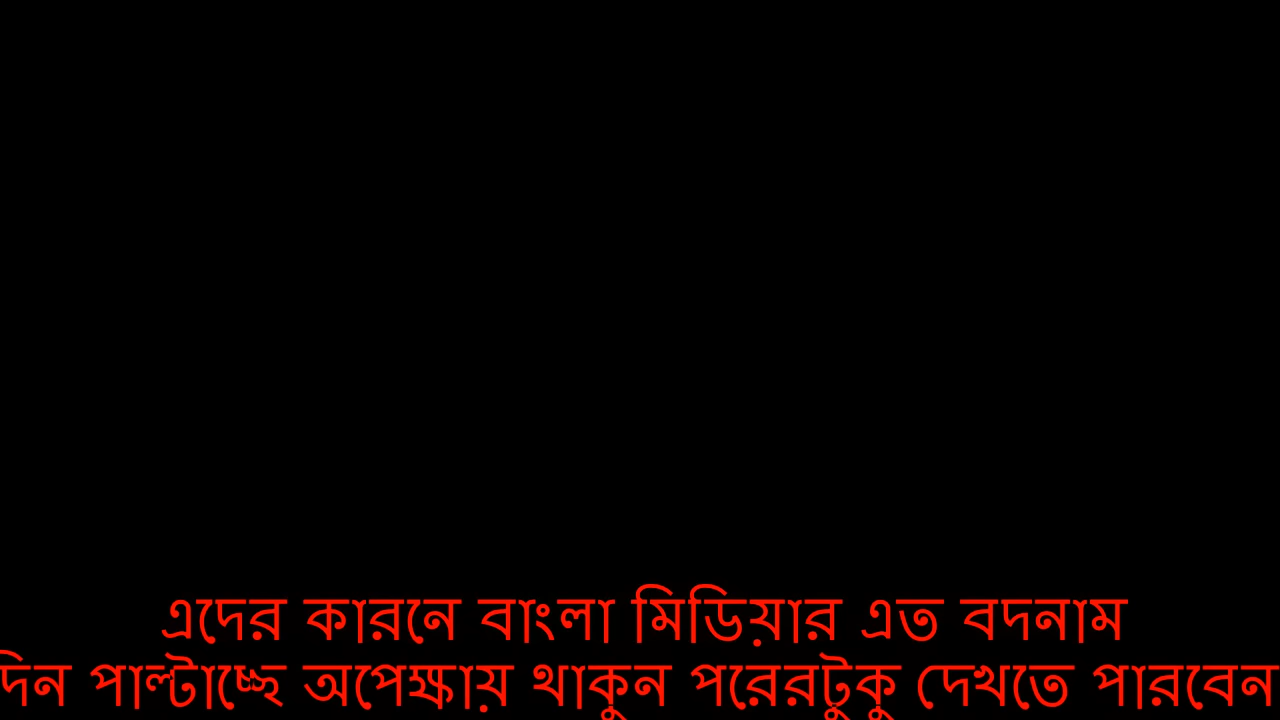 এদের কারনে বাংলা মিডিয়ার এত বদনাম
দিন পাল্টাচ্ছে অপেক্ষায় থাকুন পরেরটুকু দেখতে পারবেন